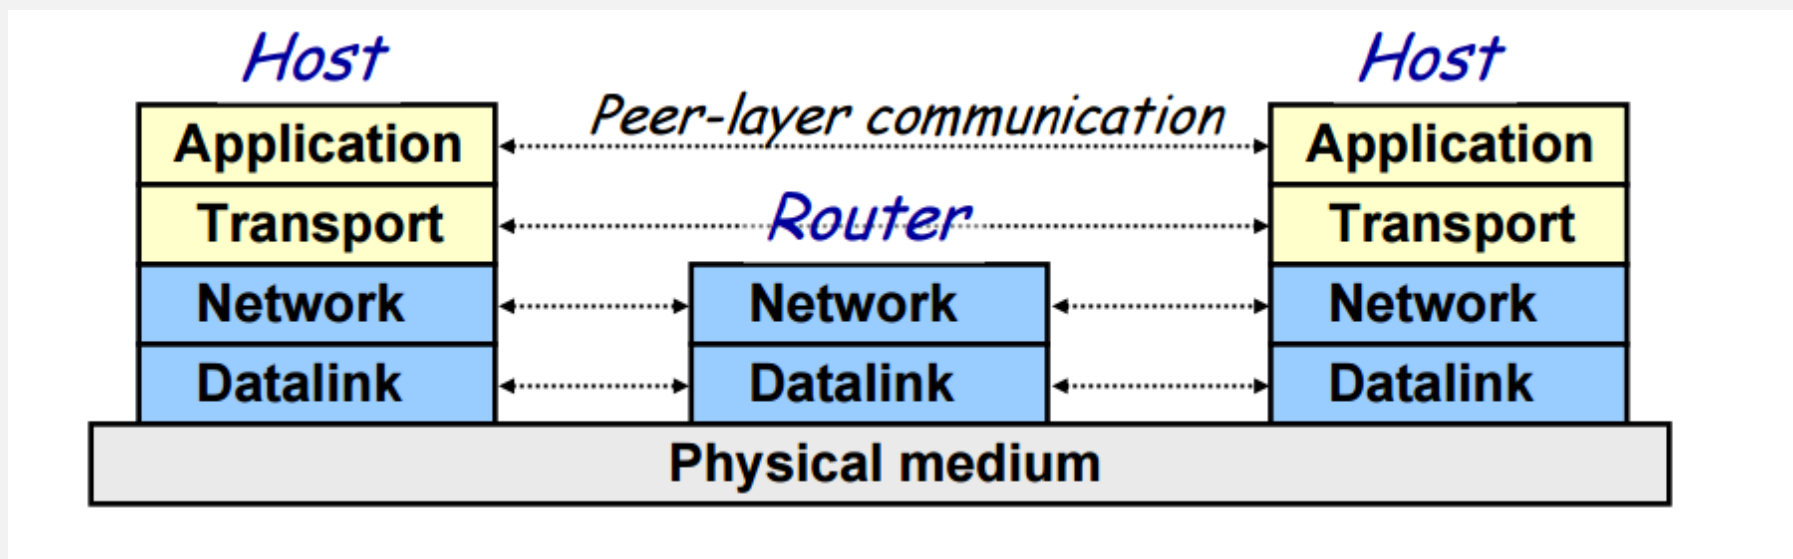 Host Host
Peer-layer communication
Application Application
Router
Transport Transport
Network Network Network
Datalink Datalink Datalink
Physical medium